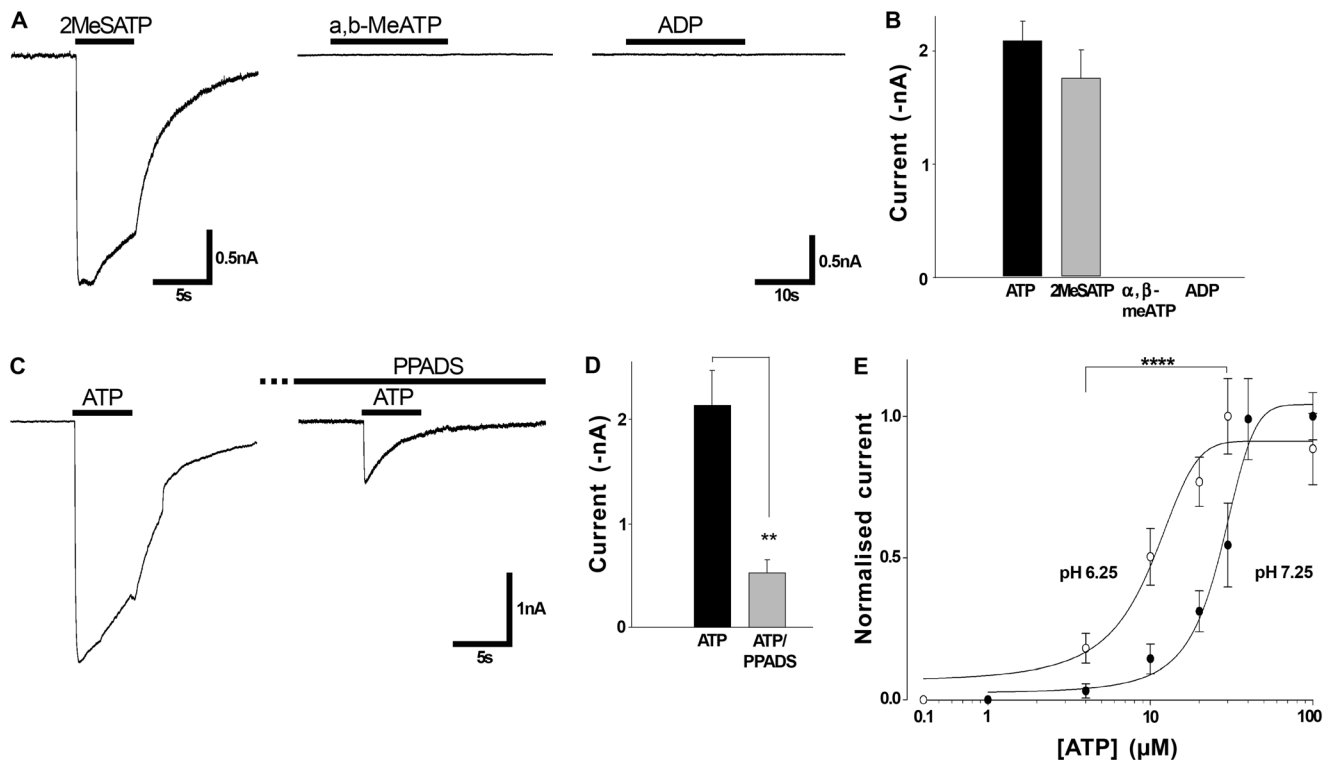 A
2MeSATP
a,b-MeATP
ADP
0.5nA
5s
0.5nA
10s
B
Current (-nA)
2
1
0
ATP
2MeSATP
α,β-
meATP
ADP
C
ATP
PPADS
ATP
1nA
5s
D
Current (-nA)
2
1
0
**
ATP
ATP/
PPADS
E
****
Normalised current
1.0
0.5
0.0
pH 6.25
pH 7.25
0.1
1
10
100
[ATP] (µM)